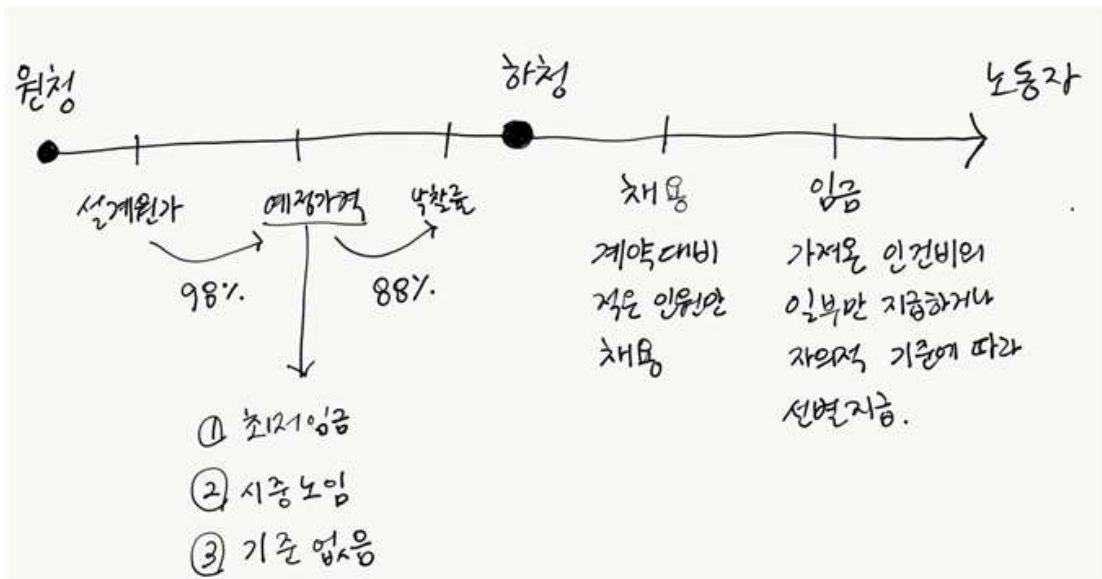 원청
하청
노동자
설계원가
예정가격
낙찰률
98%.
88%.
① 최저임금
② 시중노임
③ 기준 없음
채용
계약대비
적은 인원만
채용
임금
가져온 인건비의
일부만 지급하거나
자의적 기준에 따라
선별지급.